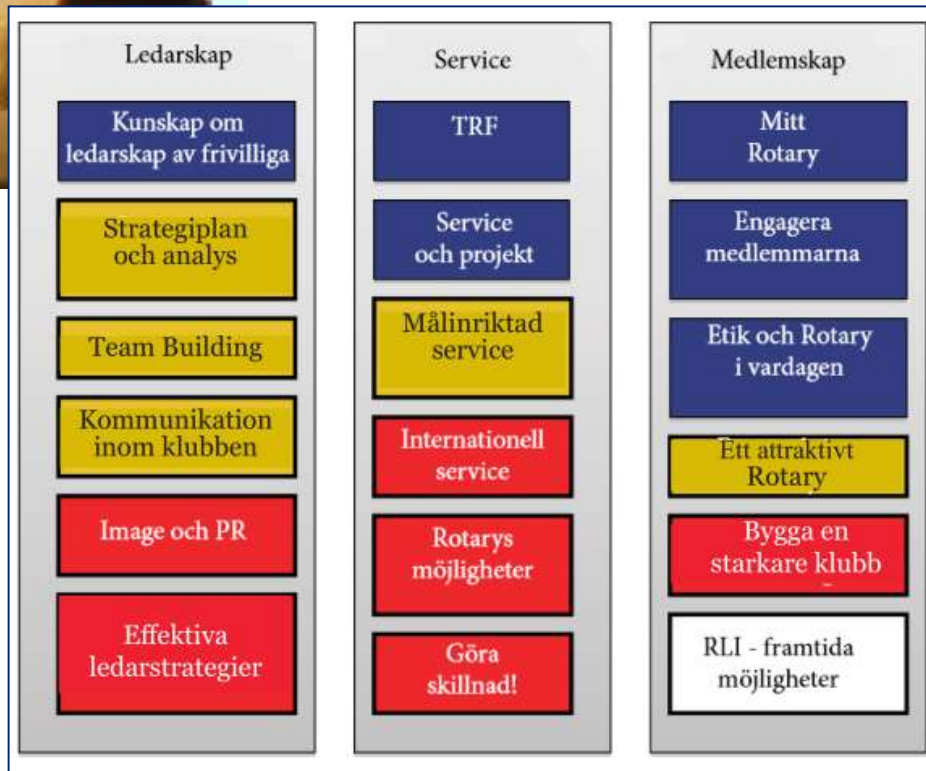 Ledarskap
Kunskap om
ledarskap av frivilliga
Strategiplan
och analys
Team Building
Kommunikation
inom klubben
Image och PR
Effektiva
ledarstrategier
Service
TRF
Service
och projekt
Målinriktad
service
Internationell
service
Rotarys
möjligheter
Göra
skillnad!
Medlemskap
Mitt
Rotary
Engagera
medlemmarna
Etik och Rotary
i vardagen
Ett attraktivt
Rotary
Bygga en
starkare klubb
RLI - framtida
möjligheter